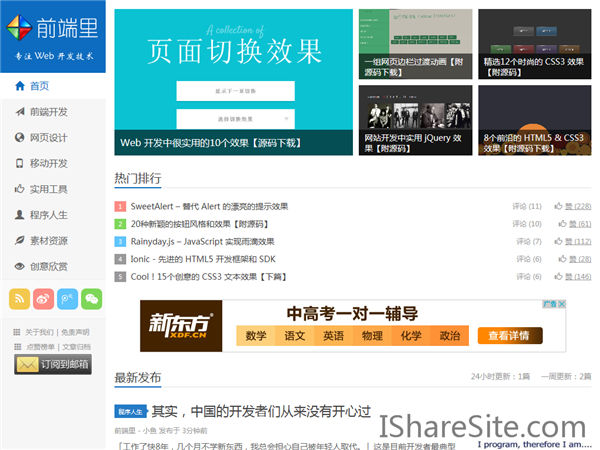 前端里
专注 Web 开发技术
首页
前端开发
网页设计
移动开发
实用工具
程序人生
素材资源
创意欣赏
关于我们 | 免责声明
点赞榜单 | 文章归档
订阅到邮箱
A collection of
页面切换效果
显示下一页切换
选择切换效果
Web 开发中很实用的10个效果【源码下载】
一组网页边栏过渡动画【附
源码下载】
精选12个时尚的 CSS3 效果
【附源码】
网站开发中实用 jQuery 效
果【附源码】
8个前沿的 HTML5 & CSS3
效果【附源码】
热门排行
1 SweetAlert – 替代 Alert 的漂亮的提示效果 评论 (11) 赞 (228)
2 20种新颖的按钮风格和效果【附源码】 评论 (10) 赞 (61)
3 Rainyday.js – JavaScript 实现雨滴效果 评论 (7) 赞 (112)
4 Ionic - 先进的 HTML5 开发框架和 SDK 评论 (6) 赞 (28)
5 Cool！15个创意的 CSS3 文本效果【下篇】 评论 (6) 赞 (146)
新东方
XDF.CN
中高考一对一辅导
数学 语文 英语 物理 化学 政治
查看详情
广告
最新发布
24小时更新：1篇 一周更新：2篇
程序人生 其实，中国的开发者们从来没有开心过
前端里 - 小鱼 发布于 3分钟前
「工作了快8年，几个月不学新东西，我总会担心自己被年轻人取代。」这是目前开发者最典型
I program, therefore I am....
IShareSite.com